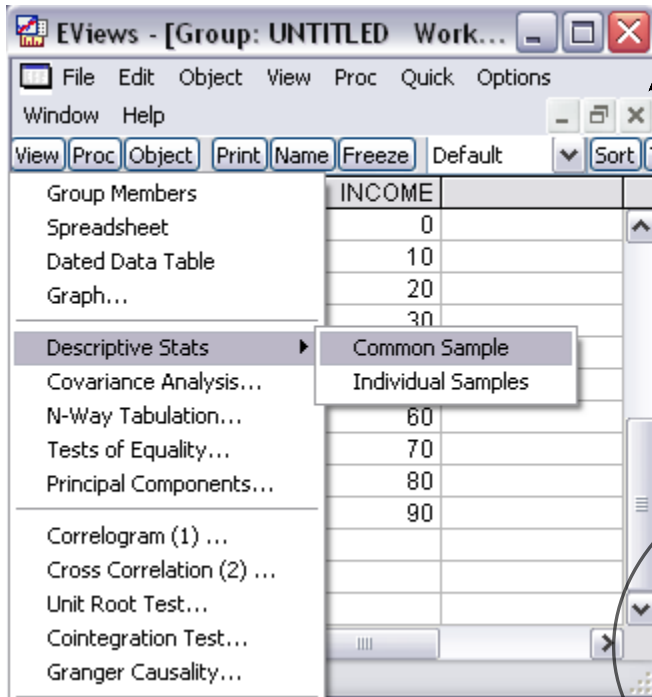 EViews - [Group: UNTITLED Work...
File Edit Object View Proc Quick Options
Window Help
View Proc Object Print Name Freeze Default Sort
Group Members INCOME
Spreadsheet 0
Dated Data Table 10
Graph... 20
30
Descriptive Stats Common Sample
Covariance Analysis... Individual Samples
N-Way Tabulation... 60
Tests of Equality... 70
Principal Components... 80
90
Correlogram (1) ...
Cross Correlation (2) ...
Unit Root Test...
Cointegration Test...
Granger Causality...